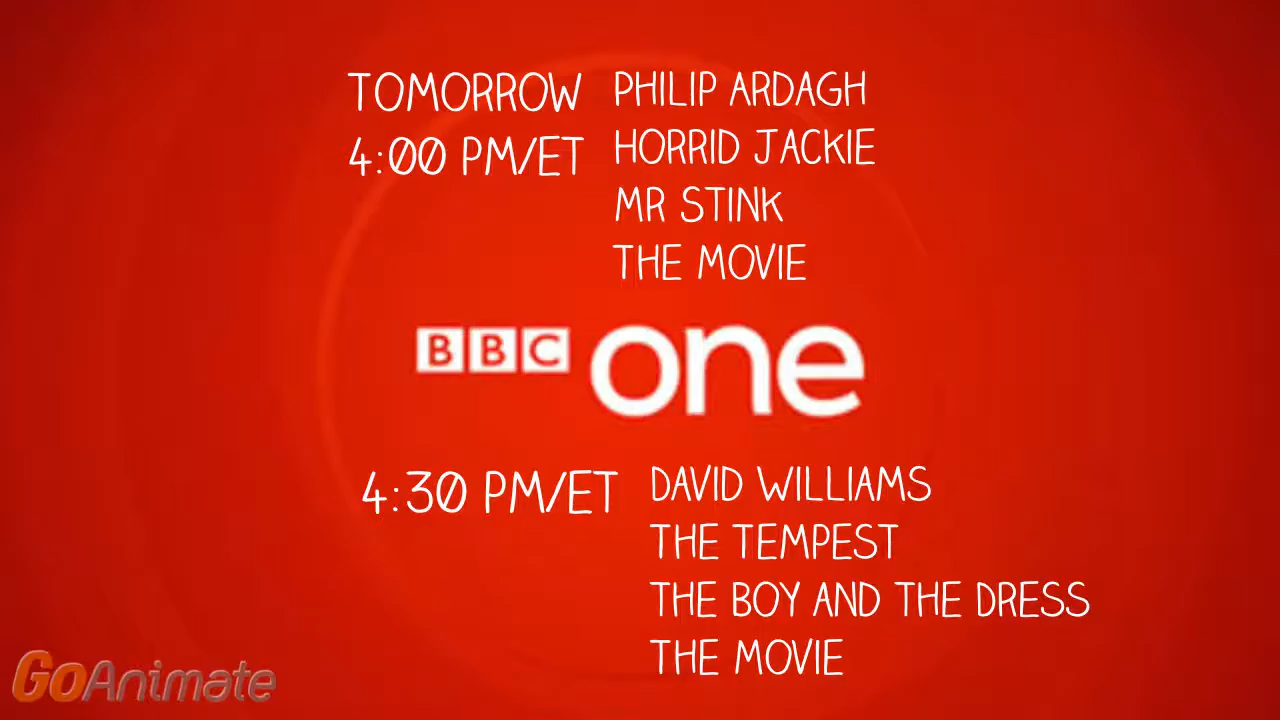 TOMORROW
4:00 PM/ET
PHILIP ARDAGH
HORRID JACKIE
MR STINK
THE MOVIE
BBC one
4:30 PM/ET
DAVID WILLIAMS
THE TEMPEST
THE BOY AND THE DRESS
THE MOVIE
GoAnimate